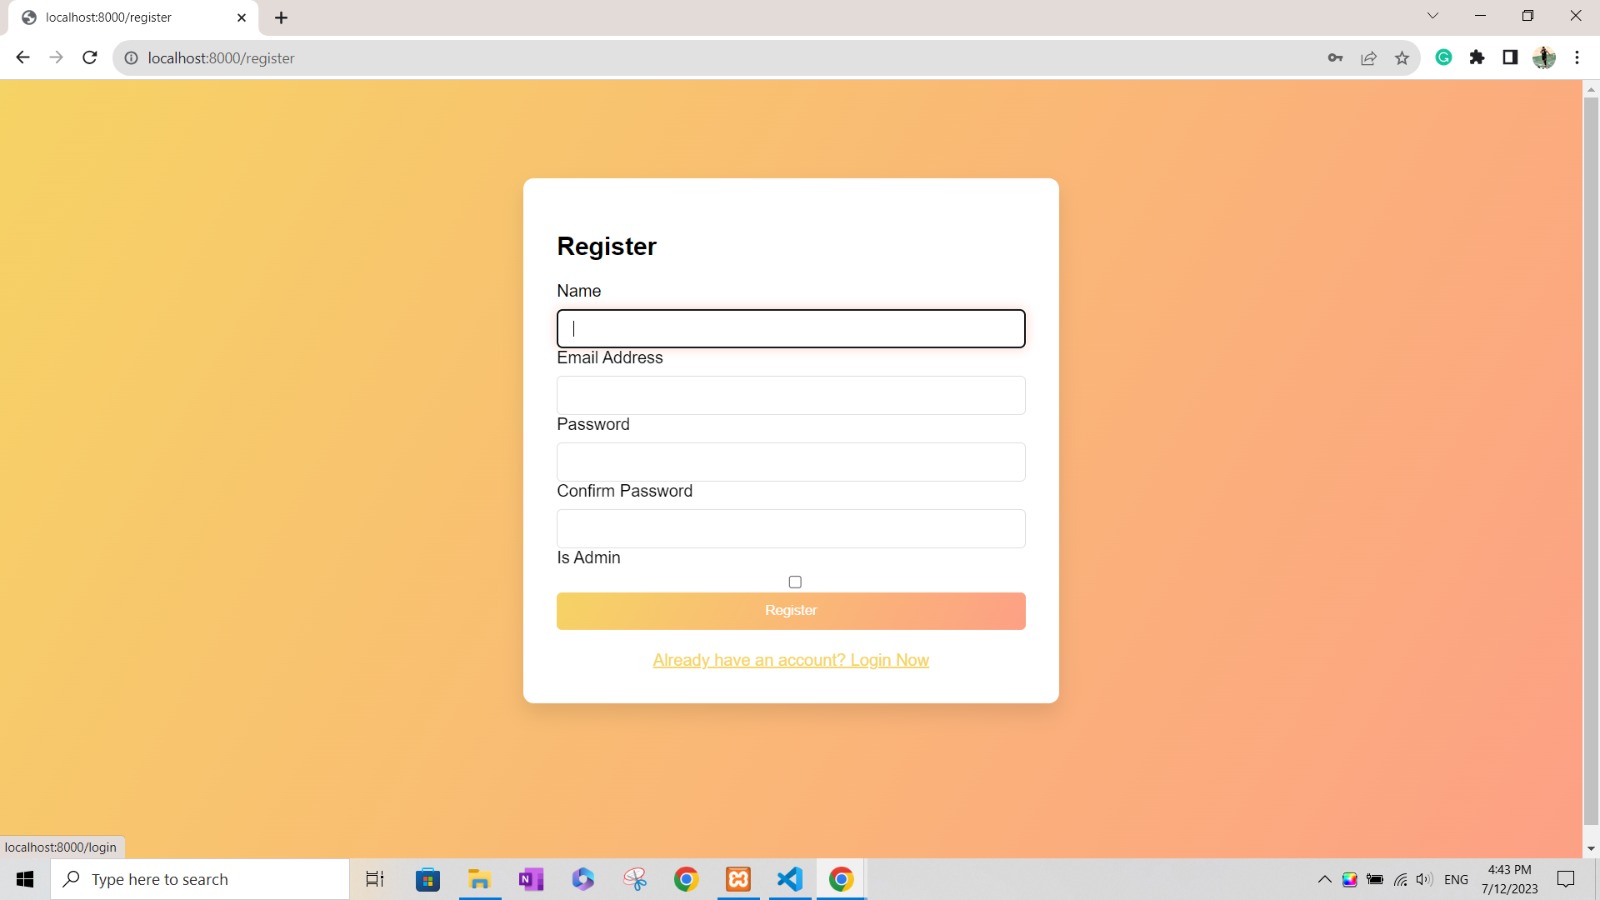 localhost:8000/register
localhost:8000/register
Register
Name
Email Address
Password
Confirm Password
Is Admin
Register
Already have an account? Login Now
localhost:8000/login
Type here to search
ENG
4:43 PM
7/12/2023